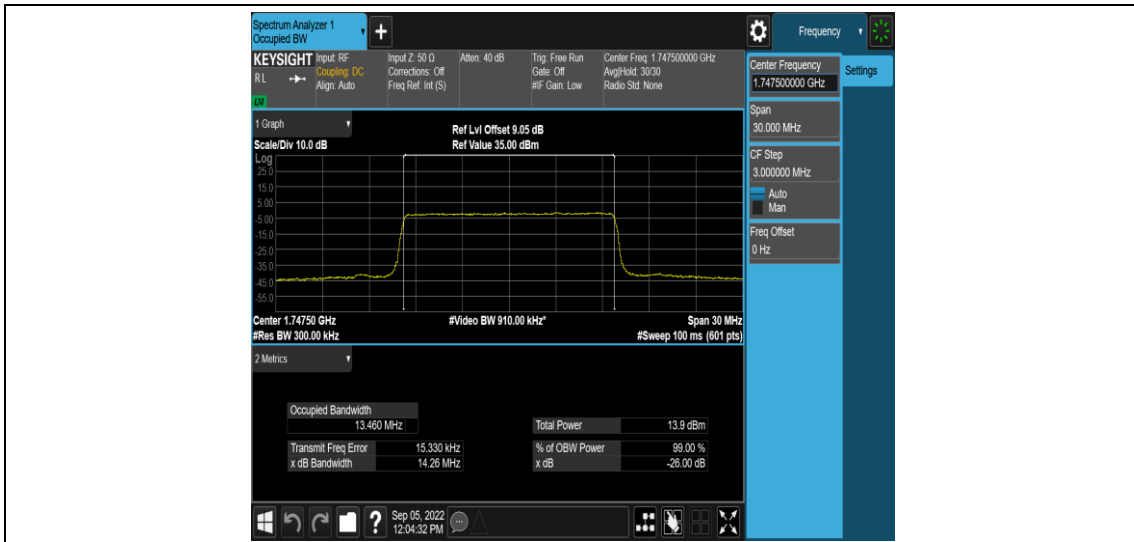 Spectrum Analyzer 1
Occupied BW
+
Frequency
KEYSIGHT
RL
LXI
Input: RF
Coupling: DC
Align: Auto
Input Z: 50 Ω
Corrections: Off
Freq Ref: Int (S)
Atten: 40 dB
Trig: Free Run
Gate: Off
#IF Gain: Low
Center Freq: 1.747500000 GHz
Avg|Hold: 30/30
Radio Std: None
Center Frequency
1.747500000 GHz
Settings
Span
30.000 MHz
CF Step
3.000000 MHz
Auto
Man
Freq Offset
0 Hz
1 Graph
Scale/Div 10.0 dB
Ref Lvl Offset 9.05 dB
Ref Value 35.00 dBm
Log
25.0
15.0
5.00
-5.00
-15.0
-25.0
-35.0
-45.0
-55.0
Center 1.74750 GHz
#Res BW 300.00 kHz
#Video BW 910.00 kHz*
Span 30 MHz
#Sweep 100 ms (601 pts)
2 Metrics
Occupied Bandwidth
13.460 MHz
Transmit Freq Error 15.330 kHz
x dB Bandwidth 14.26 MHz
Total Power 13.9 dBm
% of OBW Power 99.00 %
x dB -26.00 dB
?
Sep 05, 2022
12:04:32 PM